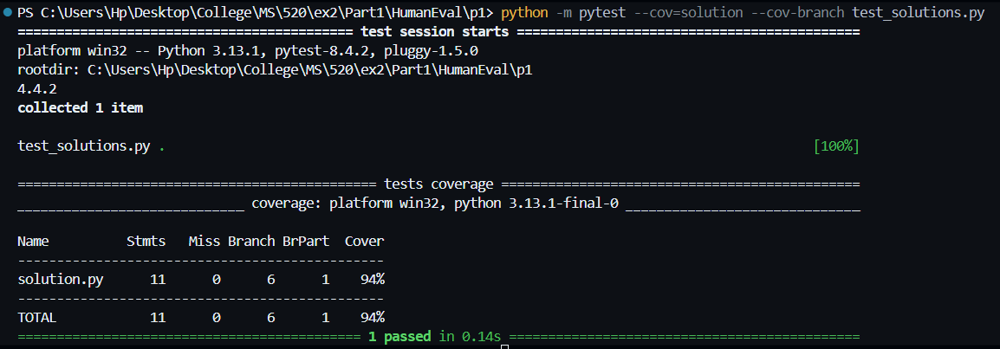 PS C:\Users\Hp\Desktop\College\MS\520\ex2\Part1\HumanEval\p1> python -m pytest --cov=solution --cov-branch test_solutions.py
=========================================== test session starts ============================================
platform win32 -- Python 3.13.1, pytest-8.4.2, pluggy-1.5.0
rootdir: C:\Users\Hp\Desktop\College\MS\520\ex2\Part1\HumanEval\p1
4.4.2
collected 1 item

test_solutions.py .                                                                                   [100%]

============================================== tests coverage ==============================================
_____________________________ coverage: platform win32, python 3.13.1-final-0 ______________________________

Name          Stmts   Miss Branch BrPart  Cover
-----------------------------------------------
solution.py      11      0      6      1    94%
-----------------------------------------------
TOTAL            11      0      6      1    94%
============================================ 1 passed in 0.14s =============================================